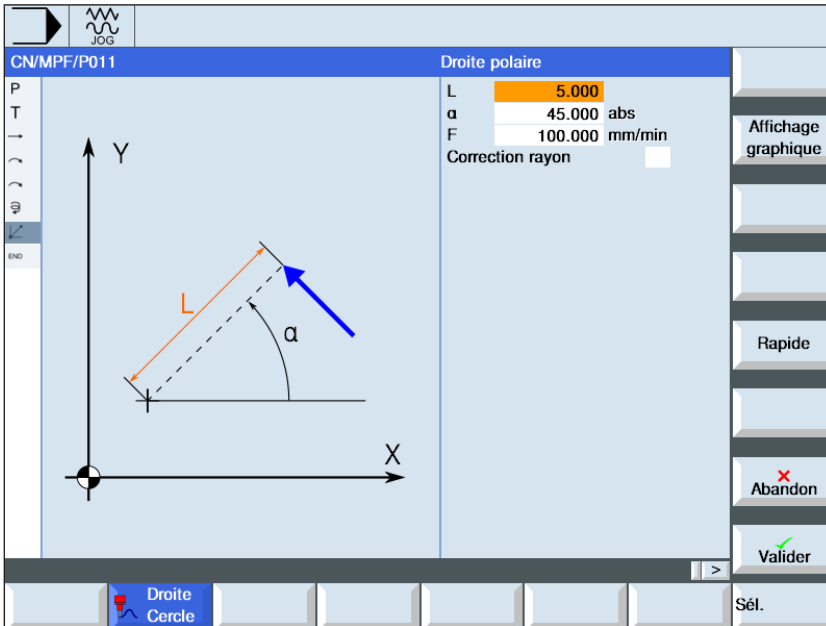 JOG
CN/MPF/P011
Droite polaire
P
T
END
Y
L
α
X
L 5.000
α 45.000 abs
F 100.000 mm/min
Correction rayon
Affichage
graphique
Rapide
Abandon
Valider
>
Droite
Cercle
Sél.